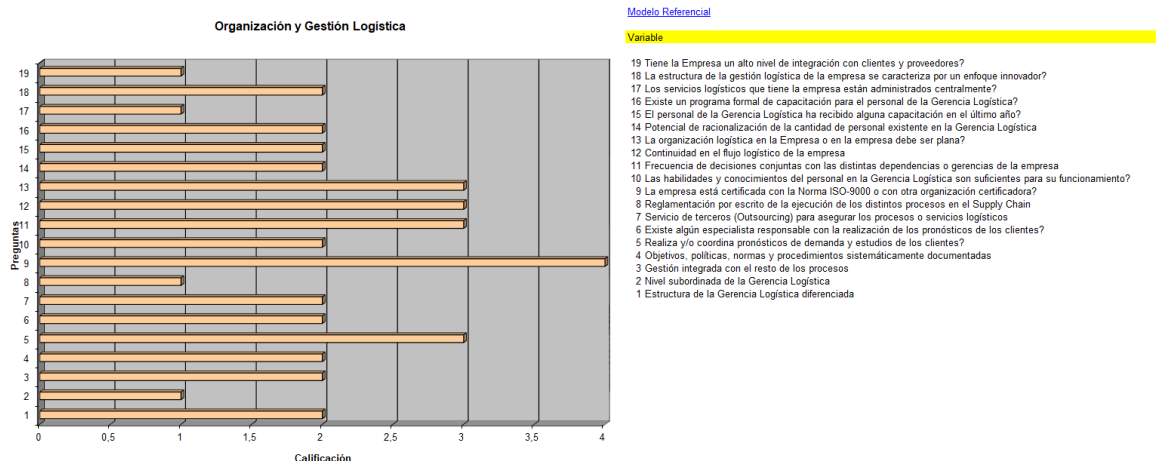 Organización y Gestión Logística
Preguntas
19
18
17
16
15
14
13
12
11
10
9
8
7
6
5
4
3
2
1
0 0,5 1 1,5 2 2,5 3 3,5 4
Calificación
Modelo Referencial
Variable
19 Tiene la Empresa un alto nivel de integración con clientes y proveedores?
18 La estructura de la gestión logística de la empresa se caracteriza por un enfoque innovador?
17 Los servicios logísticos que tiene la empresa están administrados centralmente?
16 Existe un programa formal de capacitación para el personal de la Gerencia Logística?
15 El personal de la Gerencia Logística ha recibido alguna capacitación en el último año?
14 Potencial de racionalización de la cantidad de personal existente en la Gerencia Logística
13 La organización logística en la Empresa o en la empresa debe ser plana?
12 Continuidad en el flujo logístico de la empresa
11 Frecuencia de decisiones conjuntas con las distintas dependencias o gerencias de la empresa
10 Las habilidades y conocimientos del personal en la Gerencia Logística son suficientes para su funcionamiento?
9 La empresa está certificada con la Norma ISO-9000 o con otra organización certificadora?
8 Reglamentación por escrito de la ejecución de los distintos procesos en el Supply Chain
7 Servicio de terceros (Outsourcing) para asegurar los procesos o servicios logísticos
6 Existe algún especialista responsable con la realización de los pronósticos de los clientes?
5 Realiza y/o coordina pronósticos de demanda y estudios de los clientes?
4 Objetivos, políticas, normas y procedimientos sistemáticamente documentadas
3 Gestión integrada con el resto de los procesos
2 Nivel subordinada de la Gerencia Logística
1 Estructura de la Gerencia Logística diferenciada